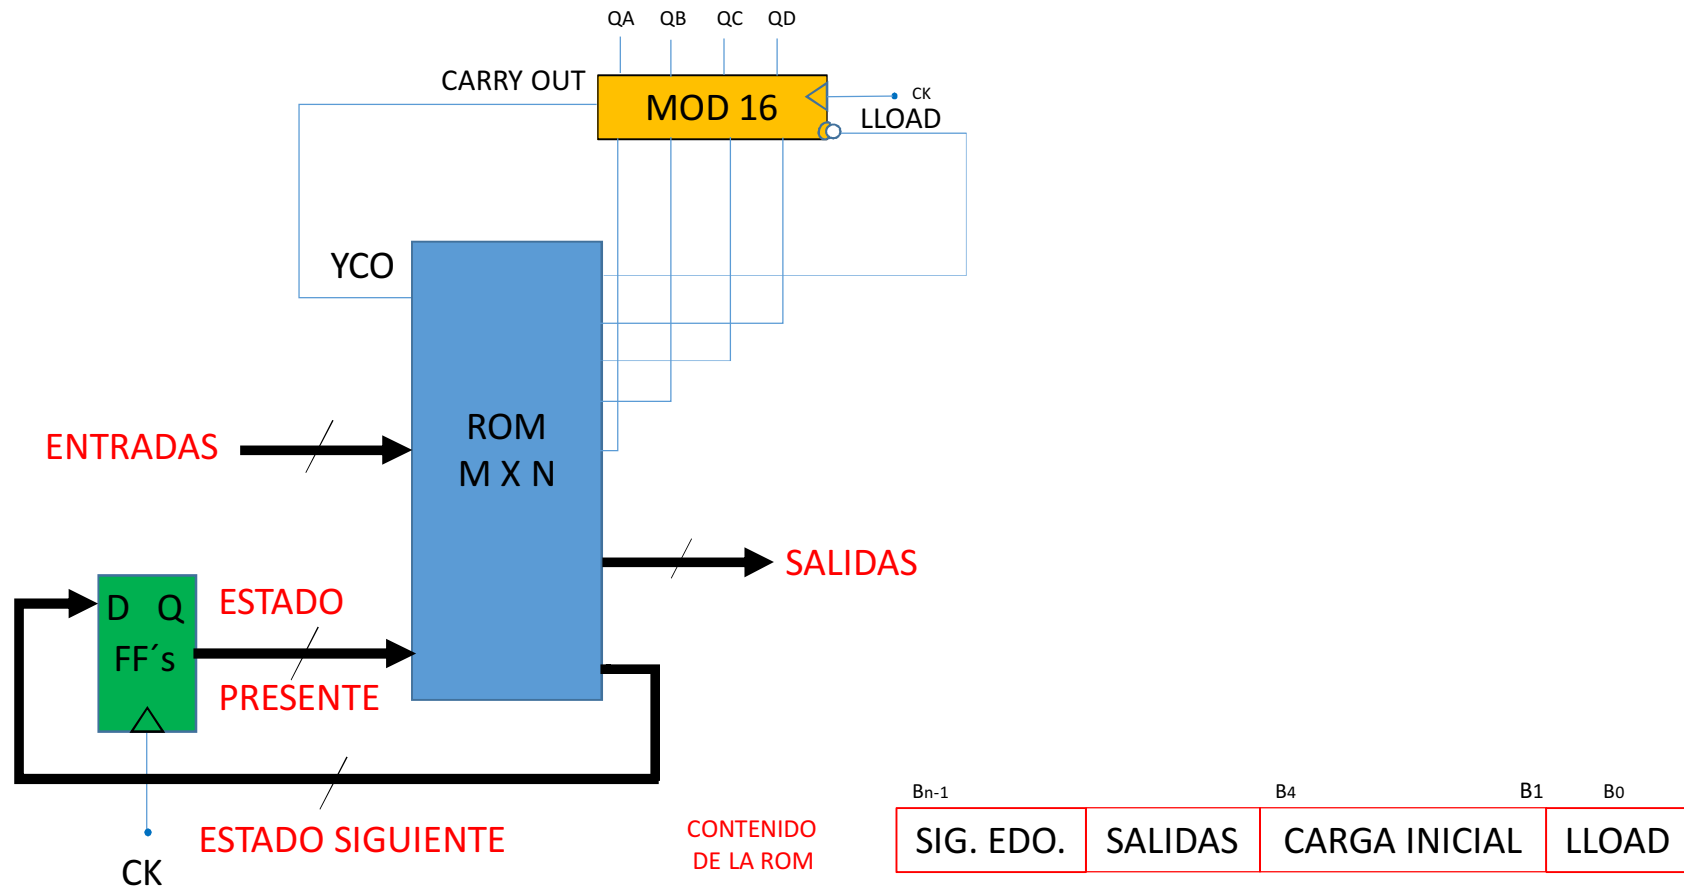 QA QB QC QD
CARRY OUT
MOD 16
CK
LLOAD
YCO
ROM
M X N
ENTRADAS
SALIDAS
D Q
FF´s
ESTADO
PRESENTE
ESTADO SIGUIENTE
CK
CONTENIDO
DE LA ROM
Bn-1 B4 B1 B0
SIG. EDO. SALIDAS CARGA INICIAL LLOAD